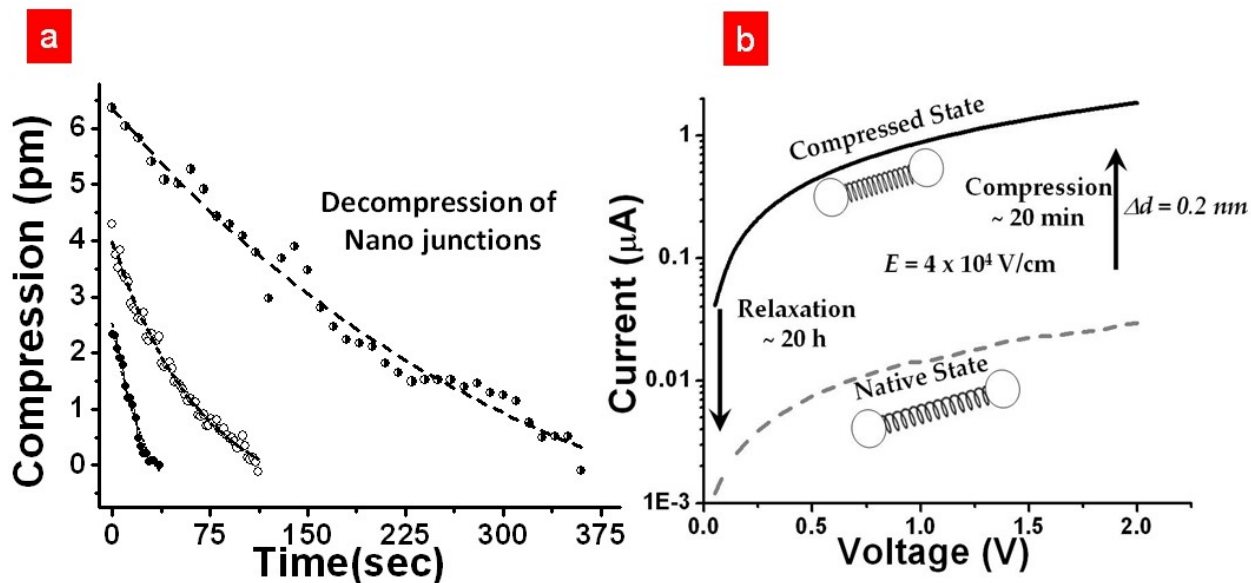 a
Compression (pm)
6
5
4
3
2
1
0
Decompression of
Nano junctions
0 75 150 225 300 375
Time(sec)
b
Current (μA)
1
0.1
0.01
1E-3
Compressed State
Compression
~ 20 min
Δd = 0.2 nm
E = 4 x 10⁴ V/cm
Relaxation
~ 20 h
Native State
0.0 0.5 1.0 1.5 2.0
Voltage (V)